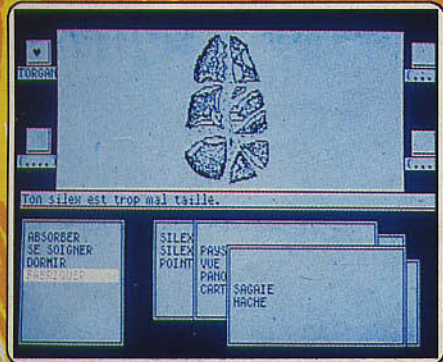 TORGAN
(...
(....
(...
Ton silex est trop mal taillé.
ABSORBER
SE SOIGNER
DORMIR
FABRIQUER
SILEX
SILEX
POINT
PAYS
VUE
PANO
CART
SAGAIE
HACHE